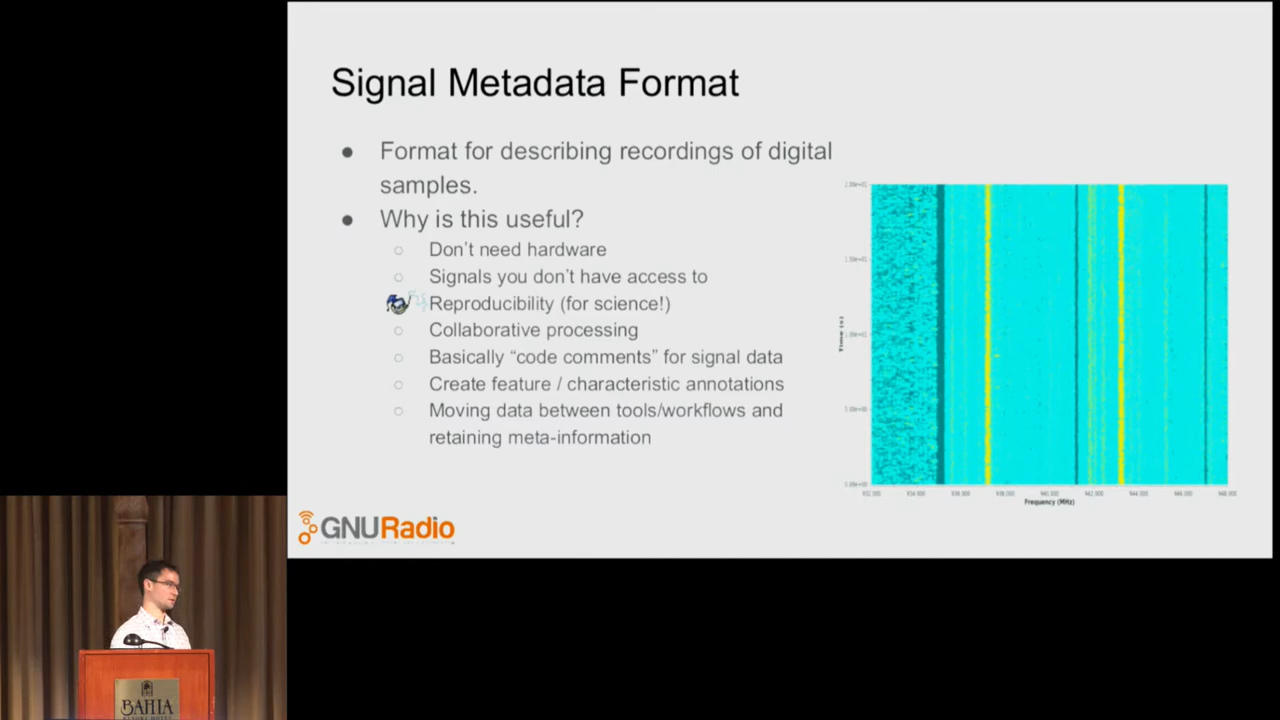 Signal Metadata Format
● Format for describing recordings of digital
samples.
● Why is this useful?
○ Don't need hardware
○ Signals you don't have access to
Reproducibility (for science!)
○ Collaborative processing
○ Basically “code comments” for signal data
○ Create feature / characteristic annotations
○ Moving data between tools/workflows and
retaining meta-information
Time (s)
Frequency (MHz)
GNURadio
BAHIA